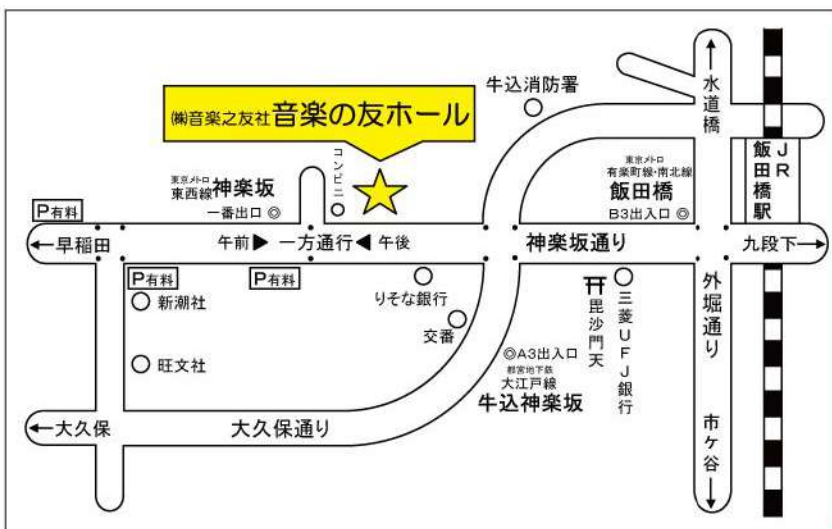 ㈱音楽之友社 音楽の友ホール
牛込消防署
水道橋
コンビニ
東京メトロ
東西線 神楽坂
一番出口◎
東京メトロ
有楽町線・南北線
飯田橋
B3出入口◎
JR
飯田橋駅
P有料
←早稲田
午前▶一方通行◀午後
神楽坂通り
九段下→
P有料
P有料
新潮社
りそな銀行
交番
旺文社
毘沙門天
三菱UFJ銀行
外堀通り
◎A3出入口
都営地下鉄
大江戸線
牛込神楽坂
←大久保
大久保通り
市ケ谷